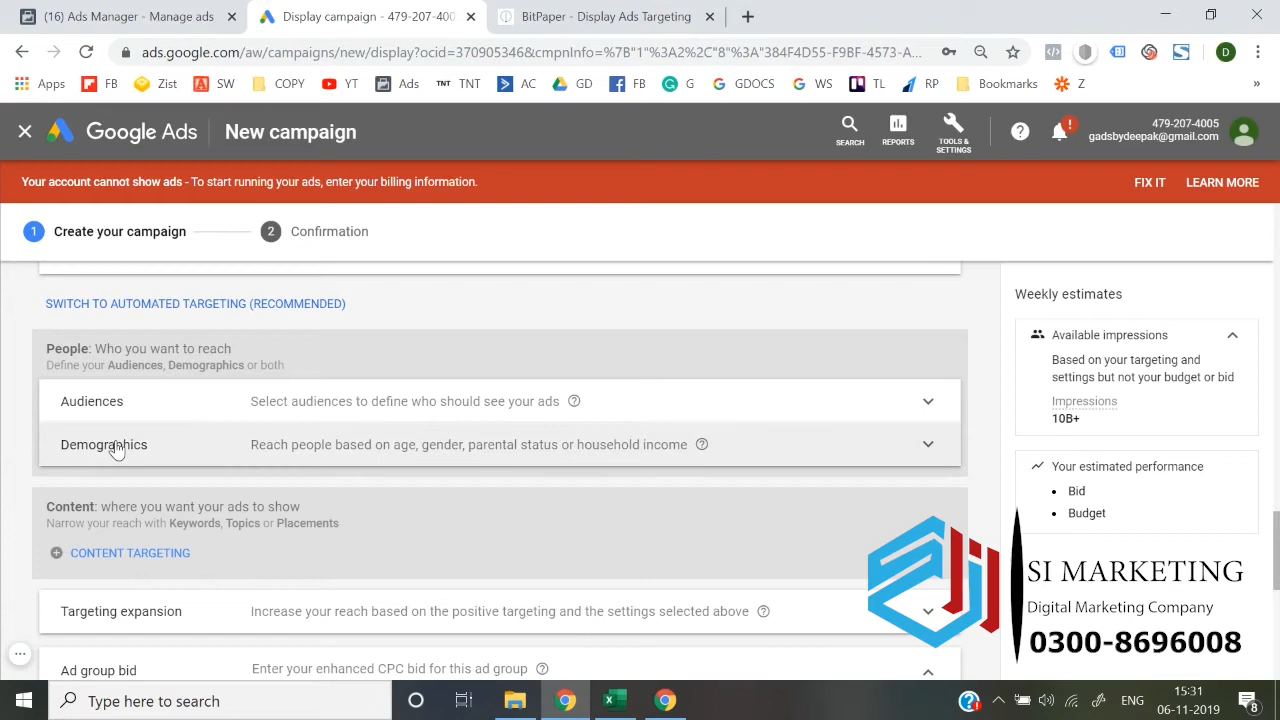 (16) Ads Manager - Manage ads
Display campaign - 479-207-400
BitPaper - Display Ads Targeting
ads.google.com/aw/campaigns/new/display?ocid=370905346&cmpnInfo=%7B"1"%3A2%2C"8"%3A"384F4D55-F9BF-4573-A...
D
Apps
FB
Zist
SW
COPY
YT
Ads
TNT TNT
AC
GD
FB
G
GDOCS
WS
TL
RP
Bookmarks
Z
»
Google Ads
New campaign
SEARCH
REPORTS
TOOLS &
SETTINGS
479-207-4005
gadsbydeepak@gmail.com
Your account cannot show ads - To start running your ads, enter your billing information.
FIX IT
LEARN MORE
1 Create your campaign
2 Confirmation
SWITCH TO AUTOMATED TARGETING (RECOMMENDED)
People: Who you want to reach
Define your Audiences, Demographics or both
Audiences
Select audiences to define who should see your ads
Demographics
Reach people based on age, gender, parental status or household income
Content: where you want your ads to show
Narrow your reach with Keywords, Topics or Placements
CONTENT TARGETING
Targeting expansion
Increase your reach based on the positive targeting and the settings selected above
Ad group bid
Enter your enhanced CPC bid for this ad group
Weekly estimates
Available impressions
Based on your targeting and
settings but not your budget or bid
Impressions
10B+
Your estimated performance
• Bid
• Budget
SI MARKETING
Digital Marketing Company
0300-8696008
Type here to search
ENG
15:31
06-11-2019
8